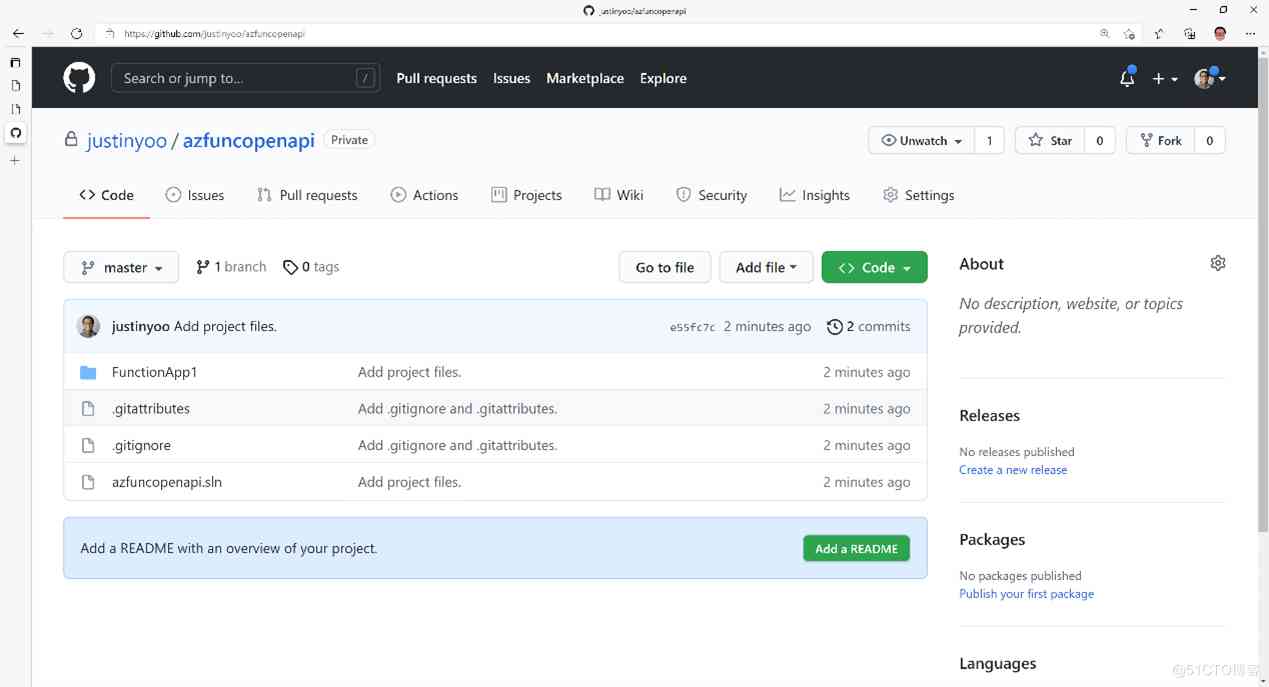 justinyoo/azfuncopenapi
https://github.com/justinyoo/azfuncopenapi
Search or jump to... /
Pull requests Issues Marketplace Explore
justinyoo / azfuncopenapi Private
Unwatch 1 Star 0 Fork 0
<> Code Issues Pull requests Actions Projects Wiki Security Insights Settings
master 1 branch 0 tags
Go to file Add file <> Code
justinyoo Add project files. e55fc7c 2 minutes ago 2 commits
FunctionApp1 Add project files. 2 minutes ago
.gitattributes Add .gitignore and .gitattributes. 2 minutes ago
.gitignore Add .gitignore and .gitattributes. 2 minutes ago
azfuncopenapi.sln Add project files. 2 minutes ago
Add a README with an overview of your project. Add a README
About
No description, website, or topics
provided.
Releases
No releases published
Create a new release
Packages
No packages published
Publish your first package
Languages
@51CTO博客